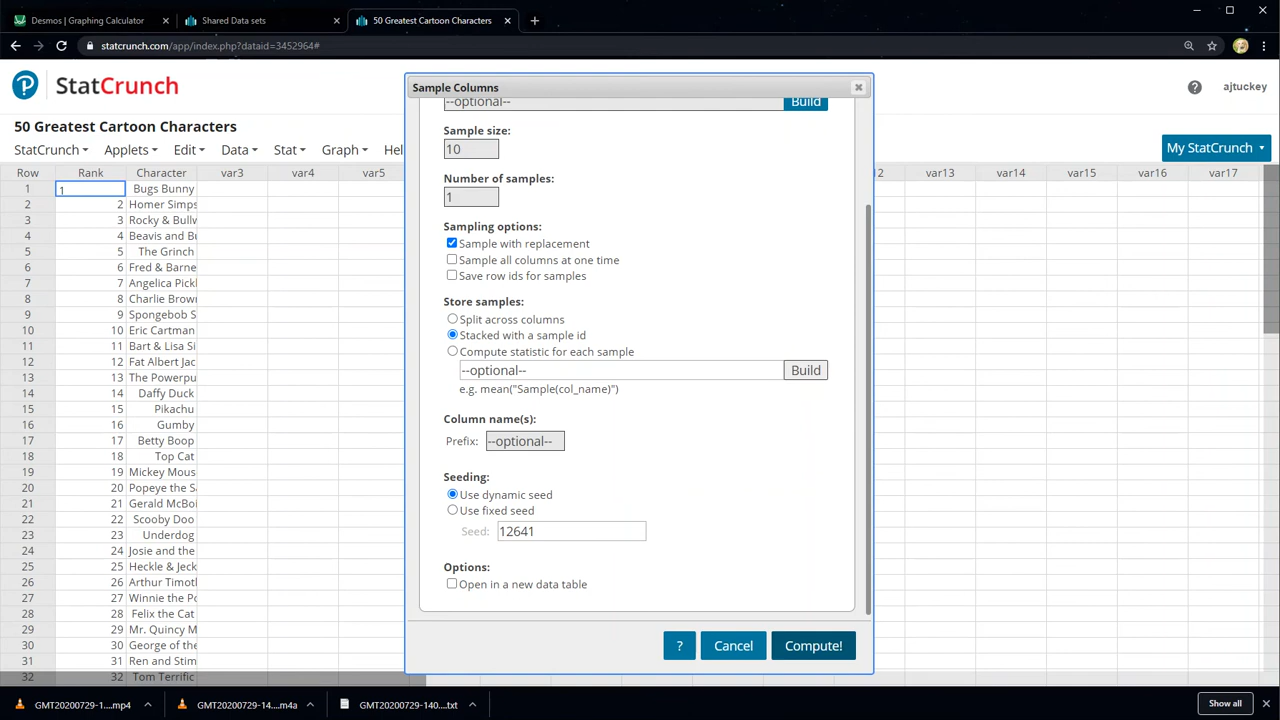 Desmos | Graphing Calculator
Shared Data sets
50 Greatest Cartoon Characters
statcrunch.com/app/index.php?dataid=3452964#
StatCrunch
ajtuckey
50 Greatest Cartoon Characters
StatCrunch Applets Edit Data Stat Graph Hel
My StatCrunch
Row Rank Character var3 var4 var5 12 var13 var14 var15 var16 var17
1 1 Bugs Bunny
2 2 Homer Simps
3 3 Rocky & Bullw
4 4 Beavis and Bu
5 5 The Grinch
6 6 Fred & Barne
7 7 Angelica Pickl
8 8 Charlie Brown
9 9 Spongebob S
10 10 Eric Cartman
11 11 Bart & Lisa Si
12 12 Fat Albert Jac
13 13 The Powerpu
14 14 Daffy Duck
15 15 Pikachu
16 16 Gumby
17 17 Betty Boop
18 18 Top Cat
19 19 Mickey Mous
20 20 Popeye the Sa
21 21 Gerald McBo
22 22 Scooby Doo
23 23 Underdog
24 24 Josie and the
25 25 Heckle & Jeck
26 26 Arthur Timoth
27 27 Winnie the Po
28 28 Felix the Cat
29 29 Mr. Quincy M
30 30 George of the
31 31 Ren and Stim
32 32 Tom Terrific
Sample Columns
--optional-- Build
Sample size:
10
Number of samples:
1
Sampling options:
Sample with replacement
Sample all columns at one time
Save row ids for samples
Store samples:
Split across columns
Stacked with a sample id
Compute statistic for each sample
--optional-- Build
e.g. mean("Sample(col_name)")
Column name(s):
Prefix: --optional--
Seeding:
Use dynamic seed
Use fixed seed
Seed: 12641
Options:
Open in a new data table
? Cancel Compute!
GMT20200729-1....mp4
GMT20200729-14...m4a
GMT20200729-140...txt
Show all